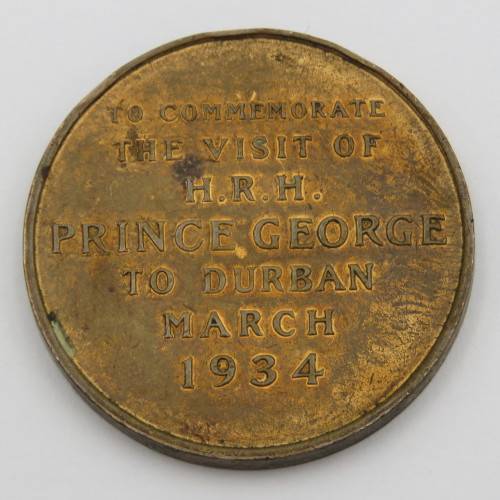 TO COMMEMORATE
THE VISIT OF
H.R.H.
PRINCE GEORGE
TO DURBAN
MARCH
1934